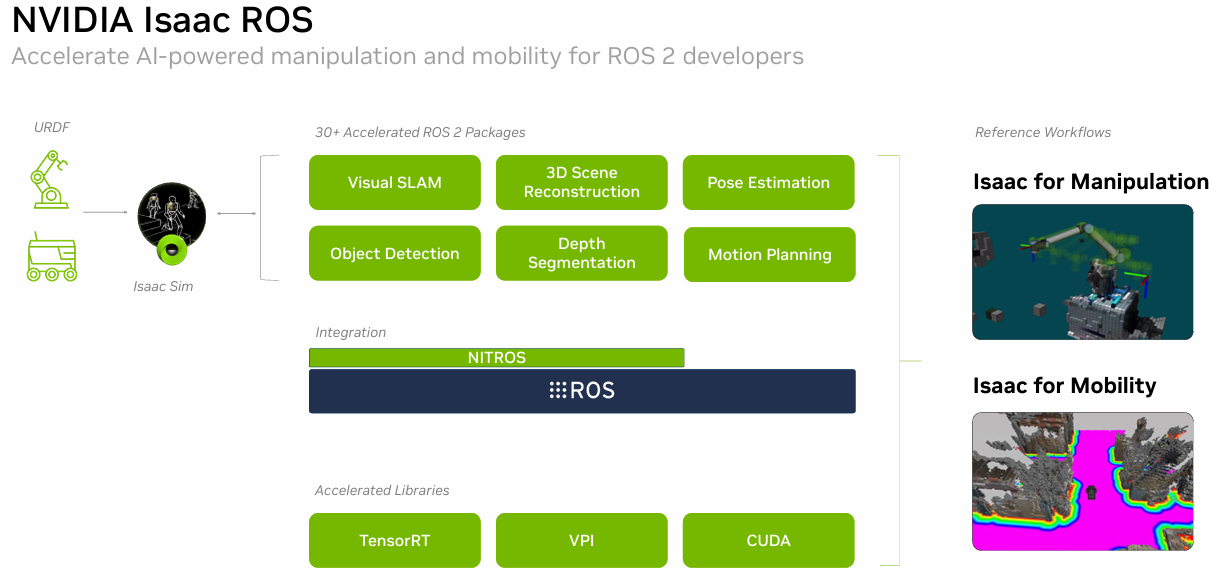 NVIDIA Isaac ROS
Accelerate AI-powered manipulation and mobility for ROS 2 developers
URDF
Isaac Sim
30+ Accelerated ROS 2 Packages
Visual SLAM
3D Scene
Reconstruction
Pose Estimation
Object Detection
Depth
Segmentation
Motion Planning
Integration
NITROS
ROS
Accelerated Libraries
TensorRT
VPI
CUDA
Reference Workflows
Isaac for Manipulation
Isaac for Mobility